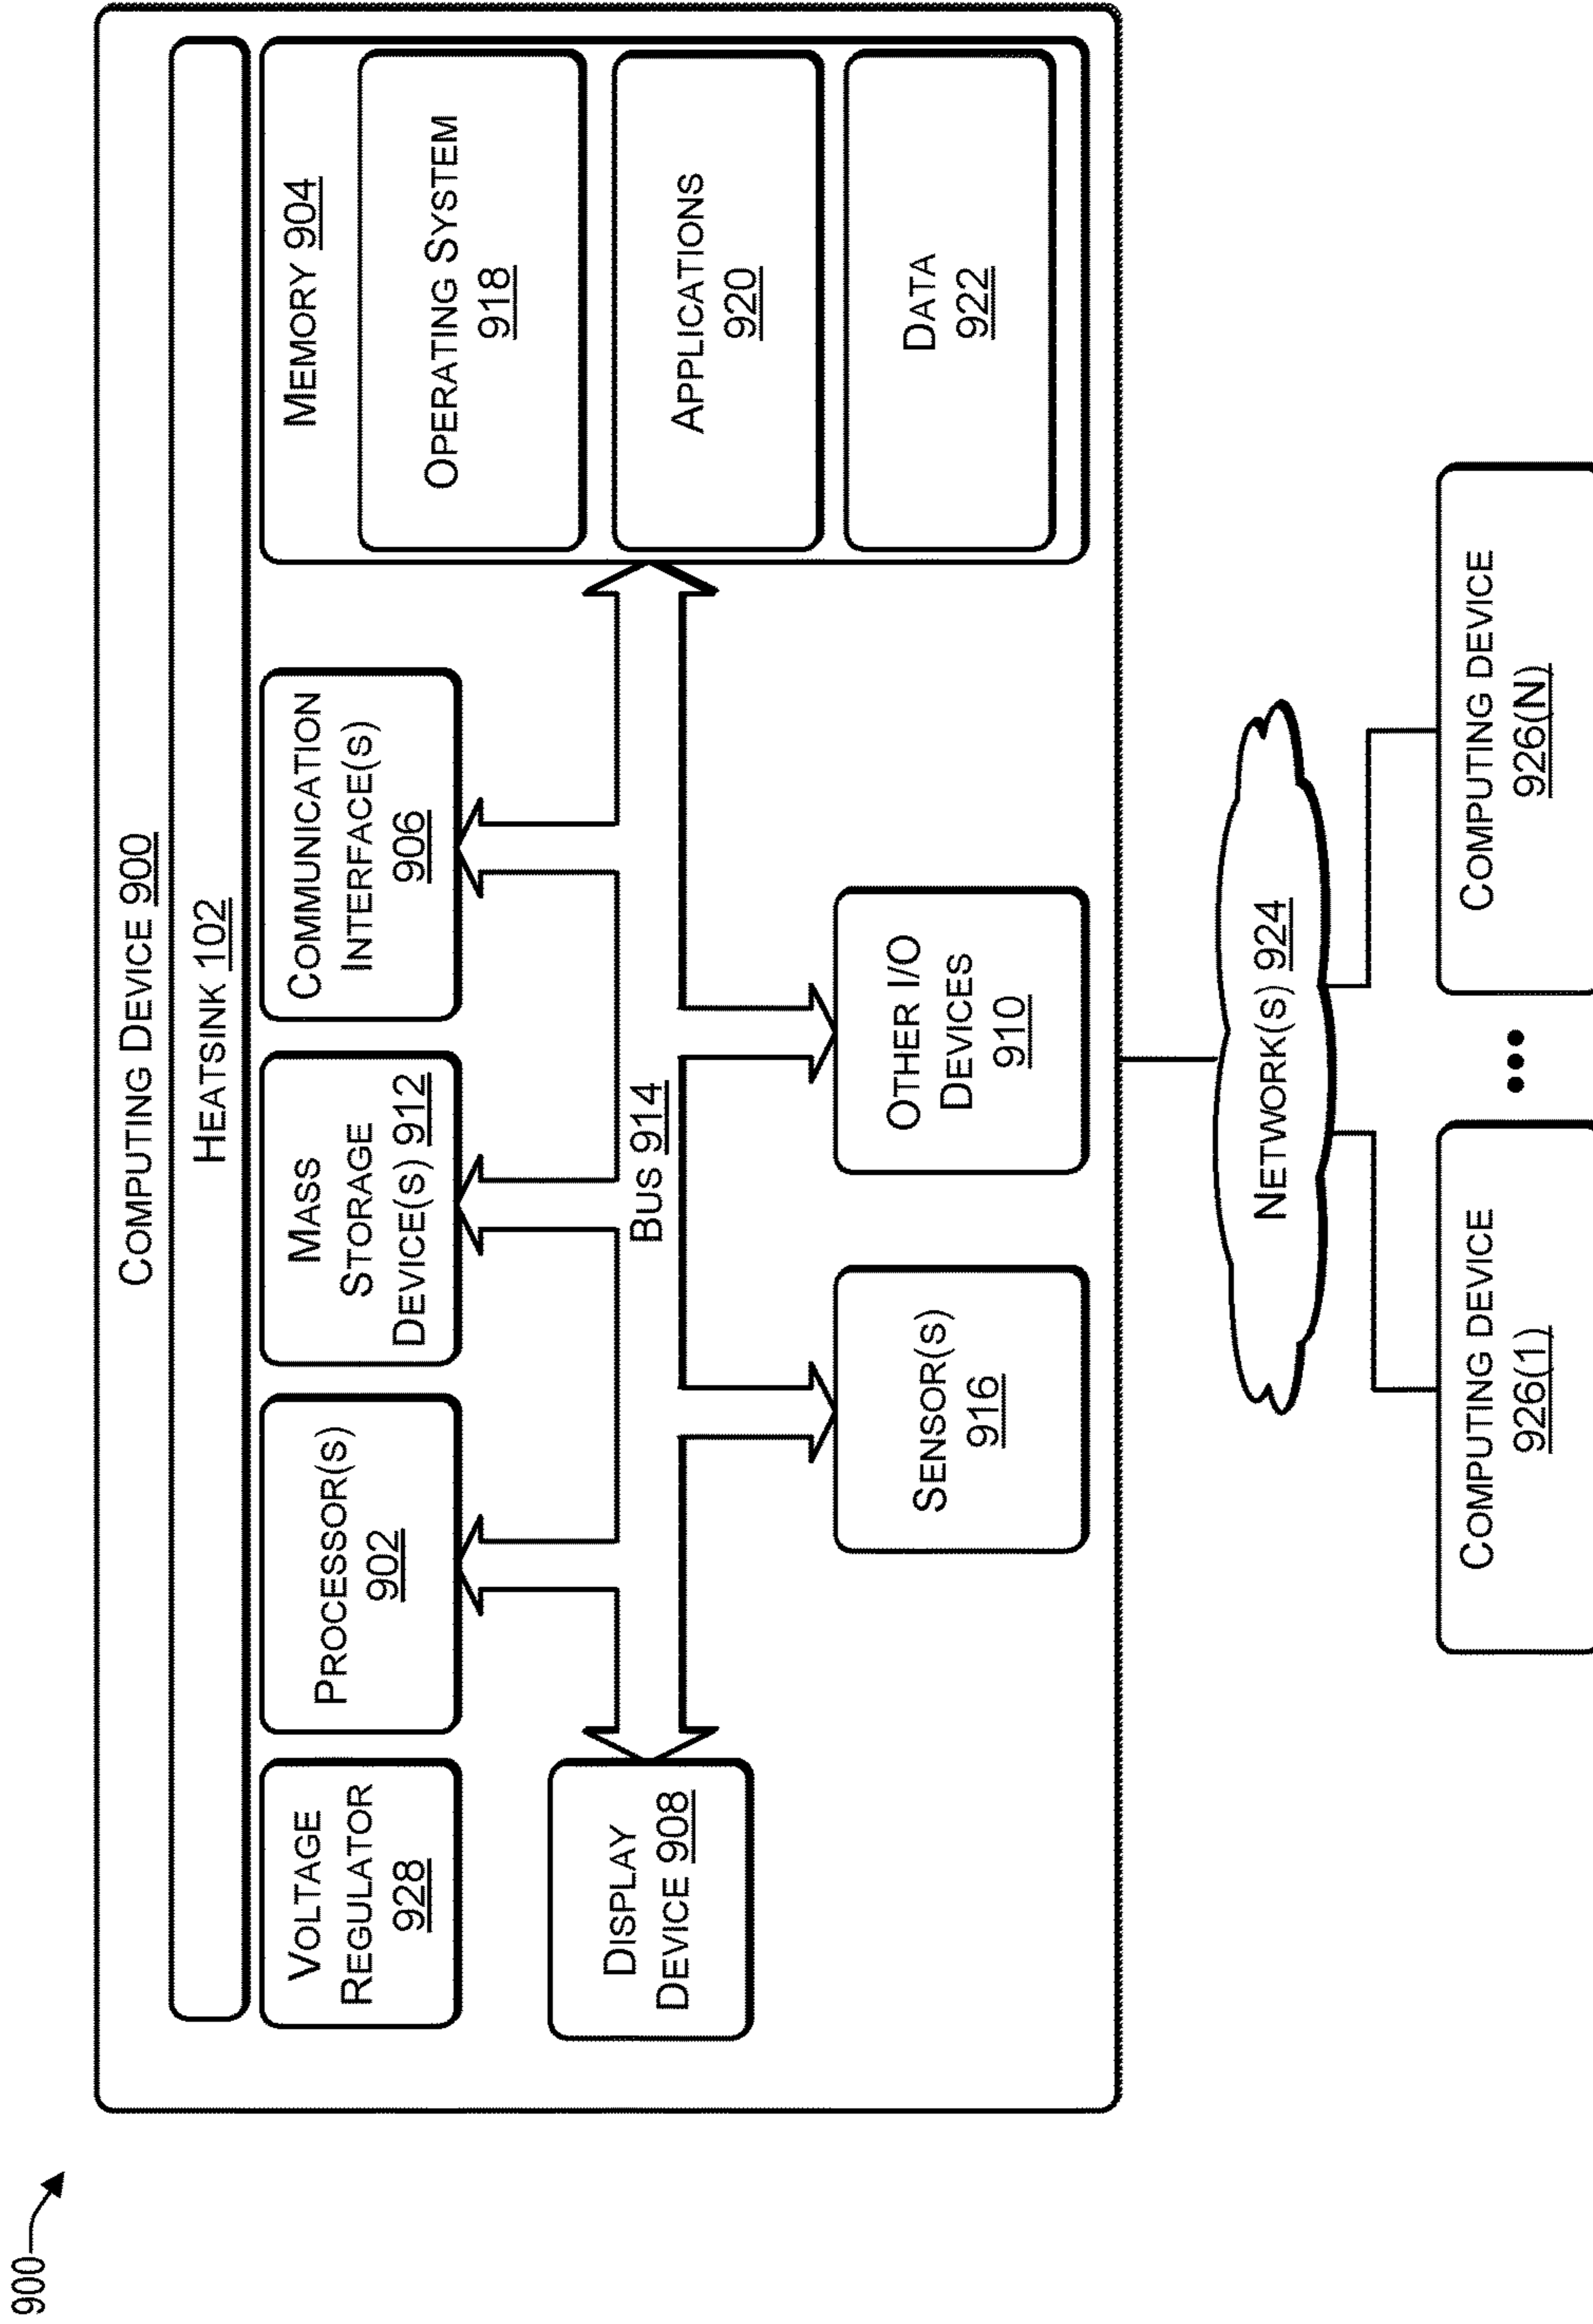 900
COMPUTING DEVICE 900
HEATSINK 102
VOLTAGE
REGULATOR
928
PROCESSOR(S)
902
MASS
STORAGE
DEVICE(S) 912
COMMUNICATION
INTERFACE(S)
906
MEMORY 904
OPERATING SYSTEM
918
APPLICATIONS
920
DATA
922
DISPLAY
DEVICE 908
BUS 914
SENSOR(S)
916
OTHER I/O
DEVICES
910
NETWORK(S) 924
COMPUTING DEVICE
926(1)
•••
COMPUTING DEVICE
926(N)